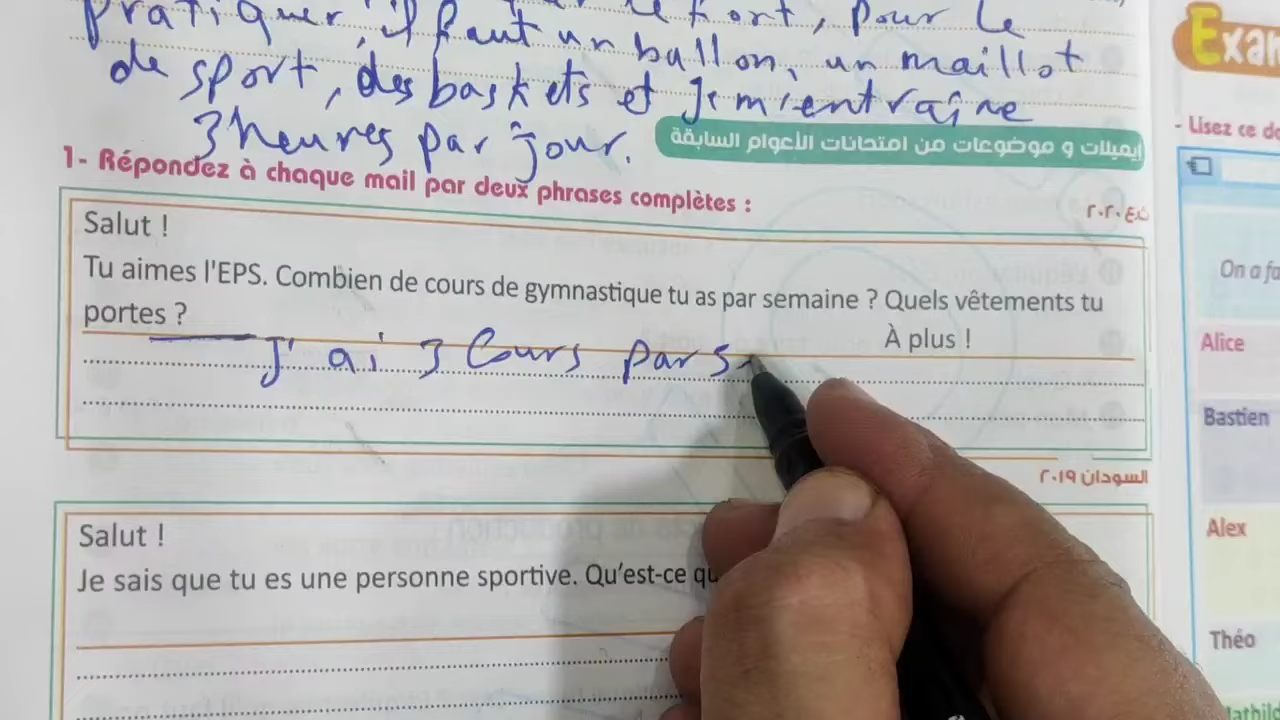 pratiquer, il faut un ballon, un maillot
de sport, des baskets et je m'entraîne
3 heures par jour.
إيميلات و موضوعات من امتحانات الأعوام السابقة
1- Répondez à chaque mail par deux phrases complètes :
ث.ع ٢٠٢٠
Salut !
Tu aimes l'EPS. Combien de cours de gymnastique tu as par semaine ? Quels vêtements tu
portes ?
À plus !
J'ai 3 Cours par s
السودان ٢٠١٩
Salut !
Je sais que tu es une personne sportive. Qu'est-ce qu
Exam
- Lisez ce do
On a fa
Alice
Bastien
Alex
Théo
Mathild